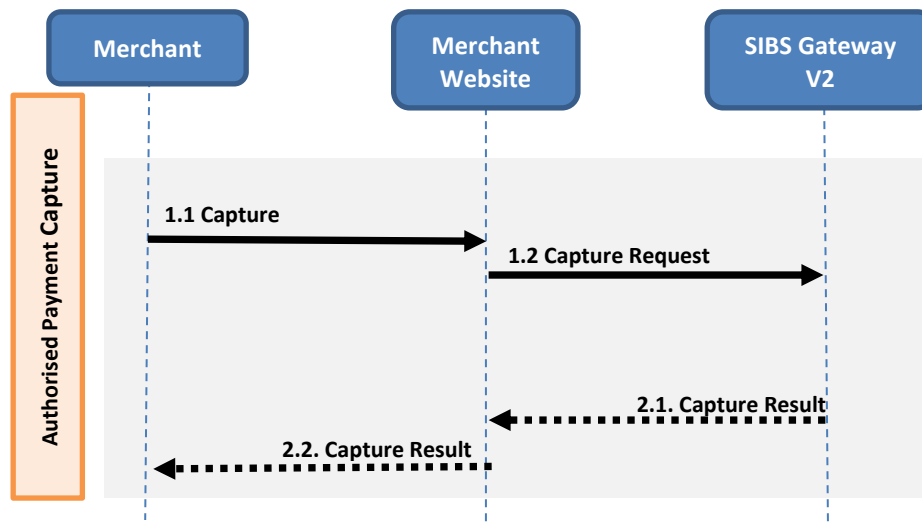 Merchant
Merchant
Website
SIBS Gateway
V2
Authorised Payment Capture
1.1 Capture
1.2 Capture Request
2.1. Capture Result
2.2. Capture Result